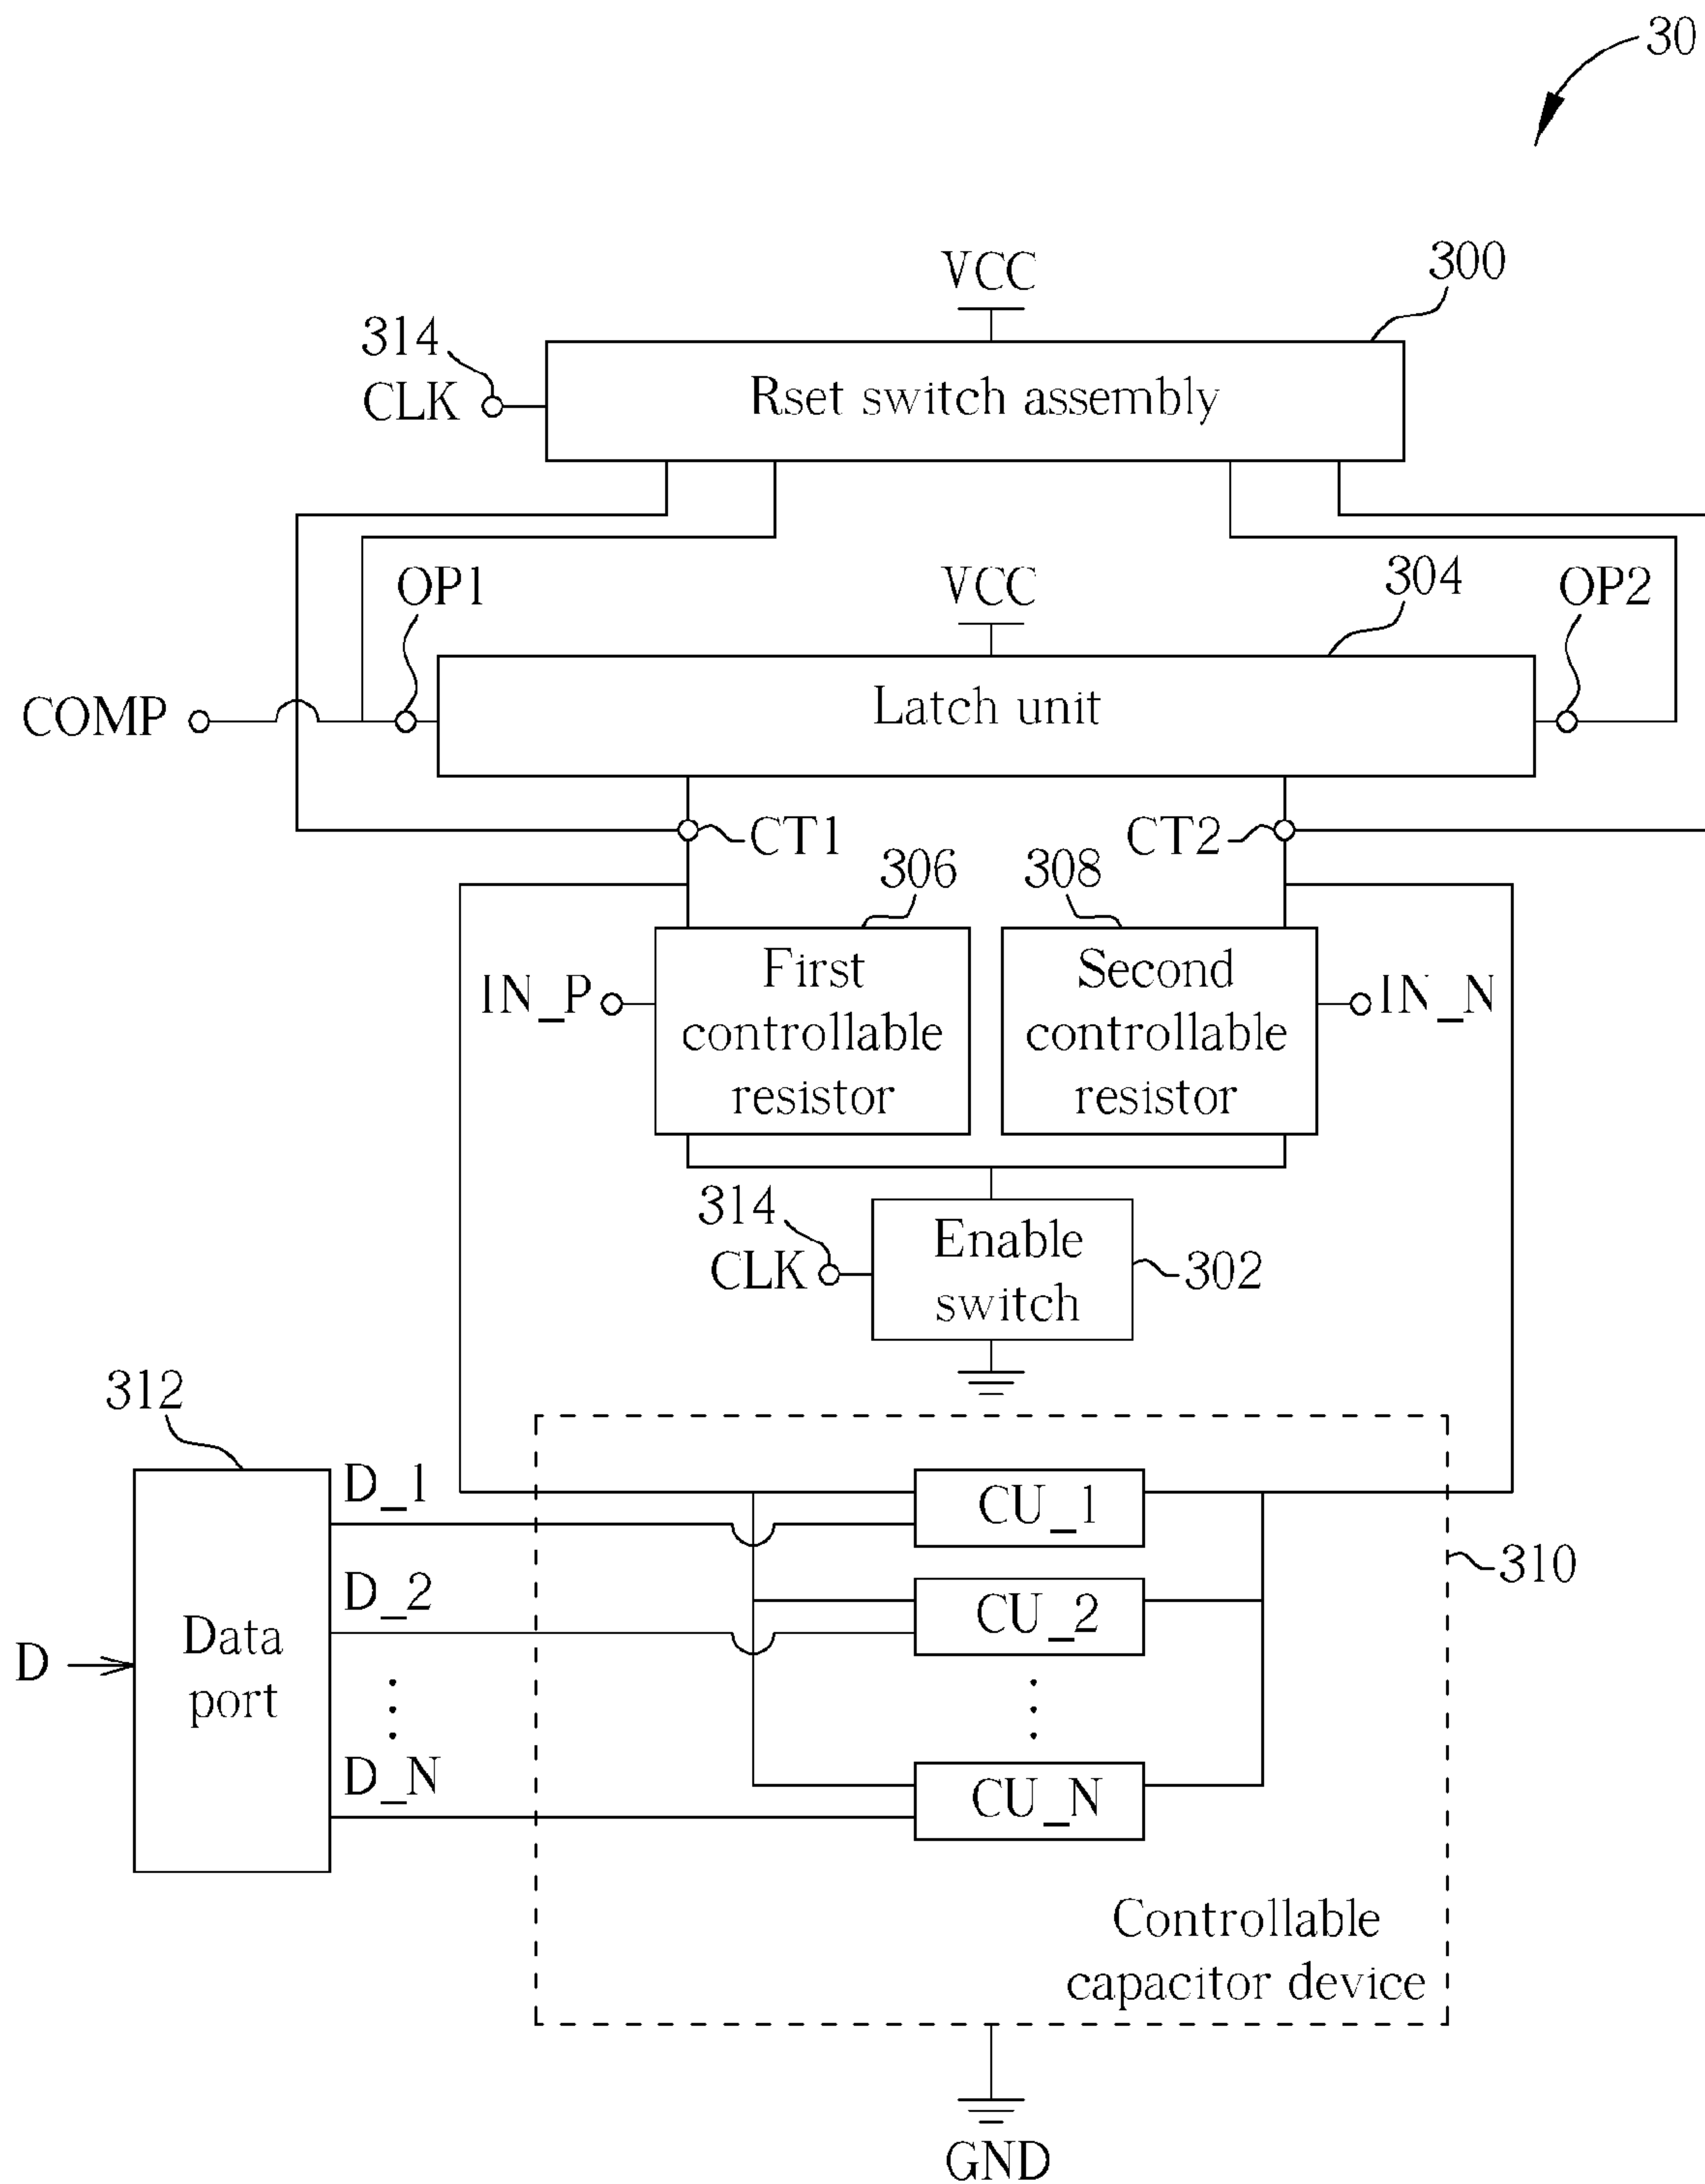 30
VCC
300
314
CLK
Rset switch assembly
OP1
VCC
304
OP2
COMP
Latch unit
CT1
CT2
306
308
IN_P
First
controllable
resistor
Second
controllable
resistor
IN_N
314
CLK
Enable
switch
302
312
D_1
CU_1
310
D_2
CU_2
D
Data
port
D_N
CU_N
Controllable
capacitor device
GND